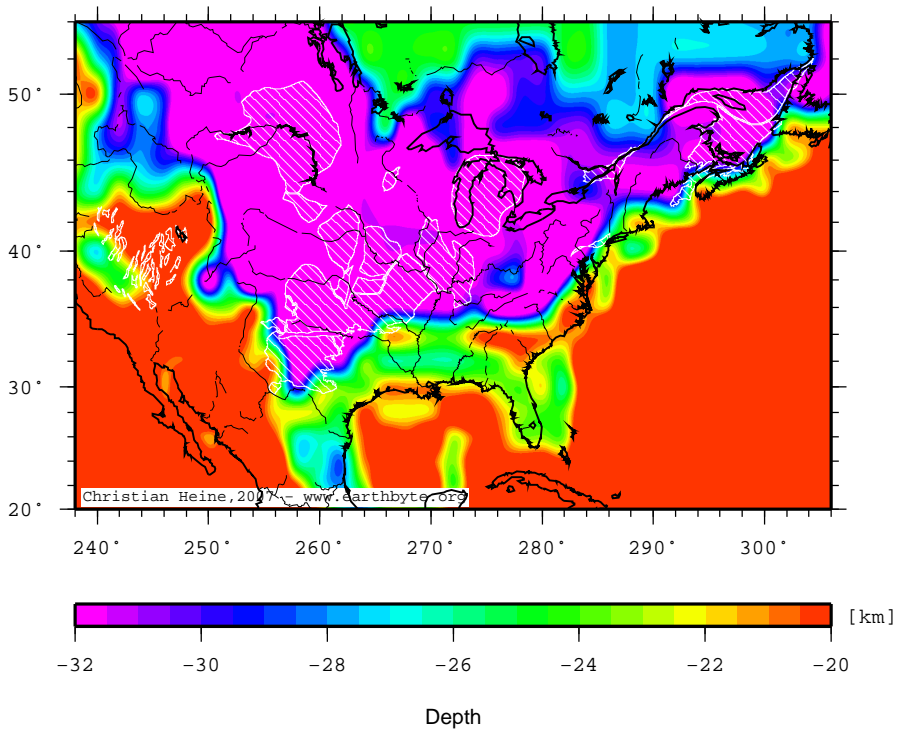 50°
40°
30°
20°
Christian Heine,2007 – www.earthbyte.org
240° 250° 260° 270° 280° 290° 300°
[km]
−32 −30 −28 −26 −24 −22 −20
Depth